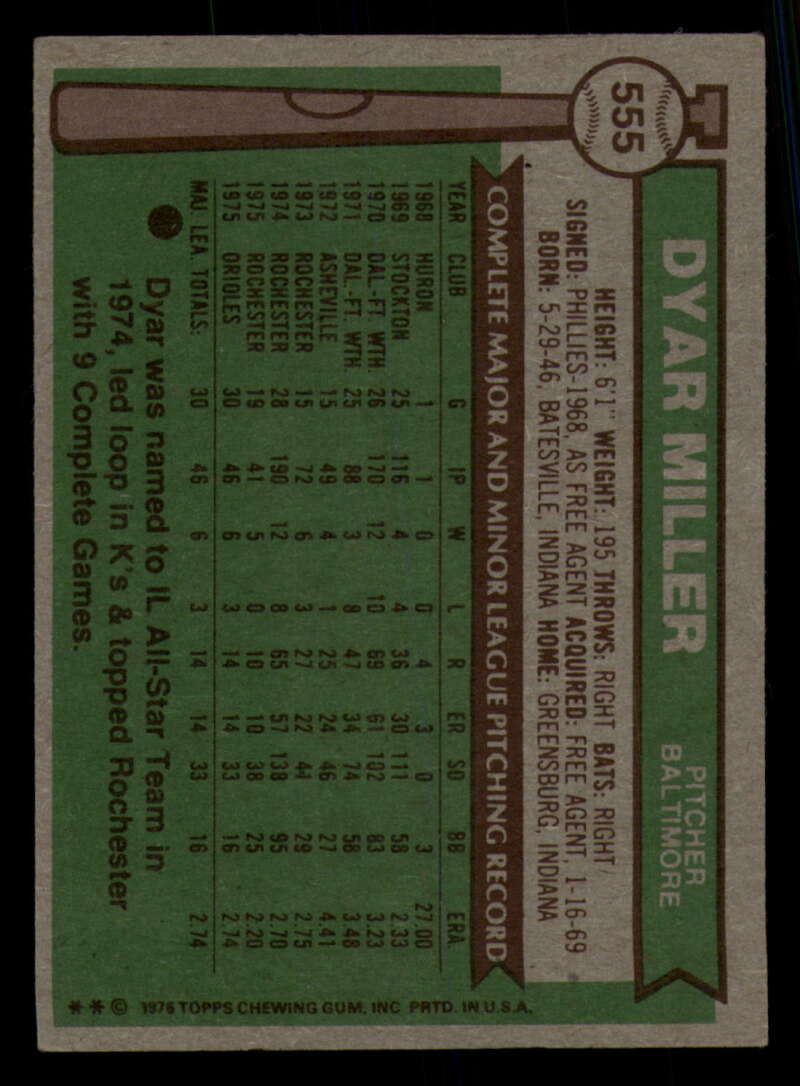 555
DYAR MILLER
PITCHER
BALTIMORE
HEIGHT: 6'1" WEIGHT: 195 THROWS: RIGHT BATS: RIGHT
SIGNED: PHILLIES-1968, AS FREE AGENT ACQUIRED: FREE AGENT, 1-16-69
BORN: 5-29-46, BATESVILLE, INDIANA HOME: GREENSBURG, INDIANA
COMPLETE MAJOR AND MINOR LEAGUE PITCHING RECORD
YEAR CLUB G IP W L R ER SO BB ERA
1968 HURON 1 1 0 0 4 3 0 3 27.00
1969 STOCKTON 25 116 4 4 36 30 111 58 2.33
1970 DAL.-FT. WTH. 26 170 12 10 69 61 102 83 3.23
1971 DAL.-FT. WTH. 25 88 3 8 47 34 74 58 3.48
1972 ASHEVILLE 15 49 4 1 25 24 46 27 4.41
1973 ROCHESTER 15 72 6 3 27 22 44 29 2.75
1974 ROCHESTER 28 190 12 8 65 57 138 95 2.70
1975 ROCHESTER 19 41 5 0 10 10 38 25 2.20
1975 ORIOLES 30 46 6 3 14 14 33 16 2.74
MAJ. LEA. TOTALS: 30 46 6 3 14 14 33 16 2.74
Dyar was named to IL All-Star Team in
1974, led loop in K's & topped Rochester
with 9 Complete Games.
** © 1976 TOPPS CHEWING GUM, INC. PRTD. IN U.S.A.